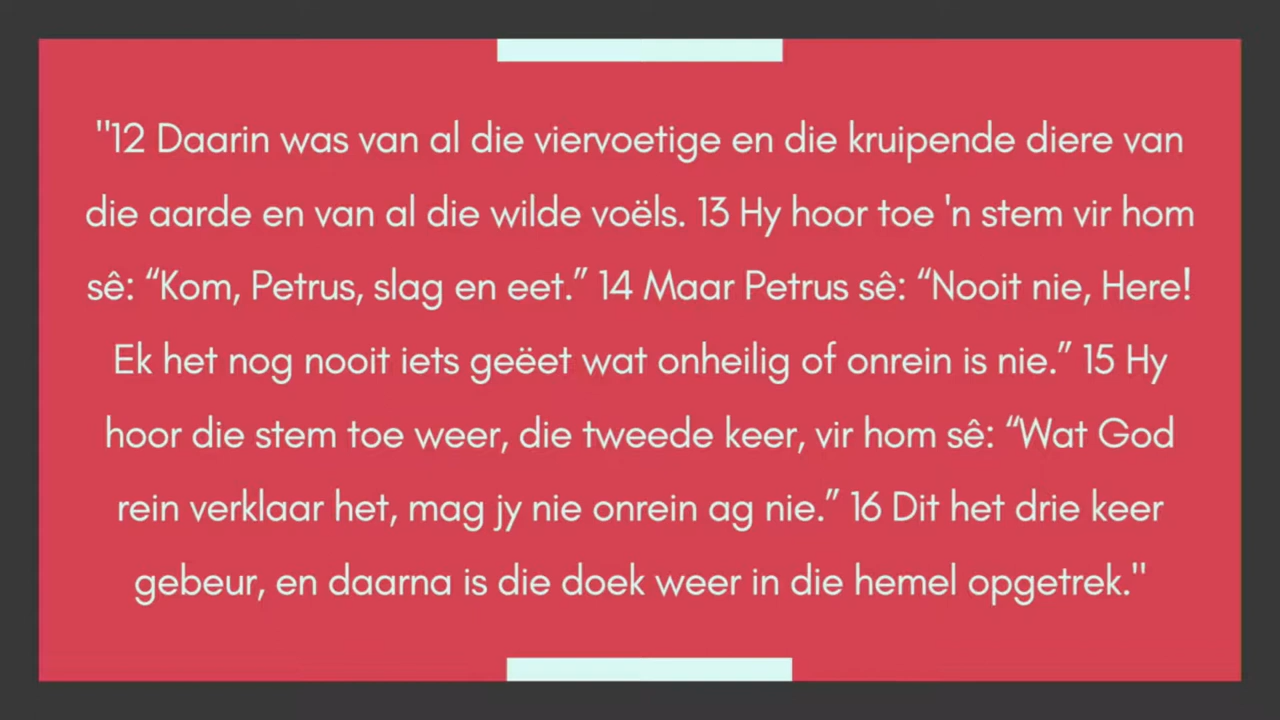 "12 Daarin was van al die viervoetige en die kruipende diere van
die aarde en van al die wilde voëls. 13 Hy hoor toe 'n stem vir hom
sê: “Kom, Petrus, slag en eet.” 14 Maar Petrus sê: “Nooit nie, Here!
Ek het nog nooit iets geëet wat onheilig of onrein is nie.” 15 Hy
hoor die stem toe weer, die tweede keer, vir hom sê: “Wat God
rein verklaar het, mag jy nie onrein ag nie.” 16 Dit het drie keer
gebeur, en daarna is die doek weer in die hemel opgetrek."